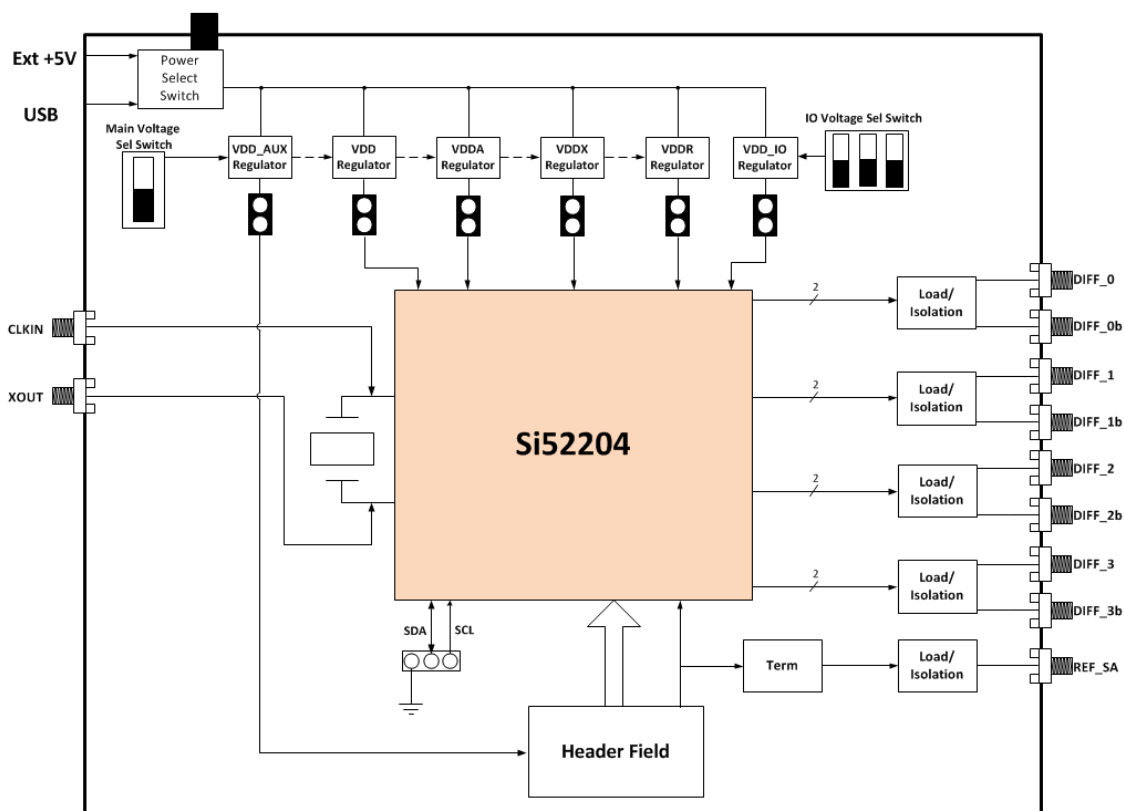 Ext +5V
USB
Power
Select
Switch
Main Voltage
Sel Switch
IO Voltage Sel Switch
VDD_AUX
Regulator
VDD
Regulator
VDDA
Regulator
VDDX
Regulator
VDDR
Regulator
VDD_IO
Regulator
CLKIN
XOUT
Si52204
2
Load/
Isolation
DIFF_0
DIFF_0b
2
Load/
Isolation
DIFF_1
DIFF_1b
2
Load/
Isolation
DIFF_2
DIFF_2b
2
Load/
Isolation
DIFF_3
DIFF_3b
SDA
SCL
Term
Load/
Isolation
REF_SA
Header Field